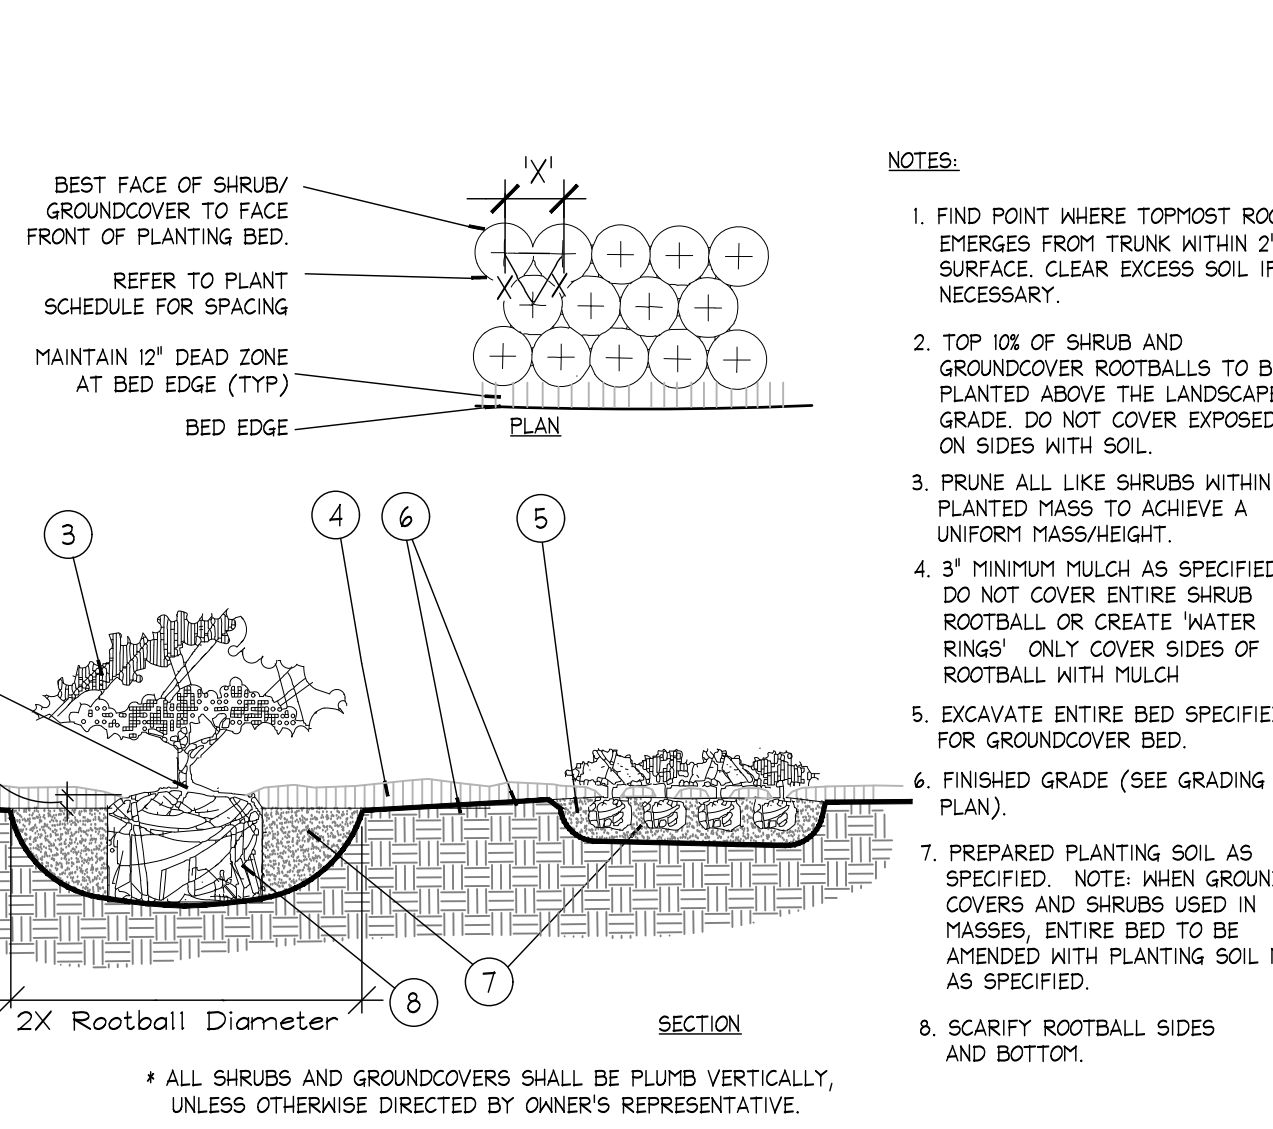 BEST FACE OF SHRUB/
GROUNDCOVER TO FACE
FRONT OF PLANTING BED.
REFER TO PLANT
SCHEDULE FOR SPACING
MAINTAIN 12" DEAD ZONE
AT BED EDGE (TYP)
BED EDGE
'X'
X
X
PLAN
3
4
6
5
7
8
2X Rootball Diameter
SECTION
* ALL SHRUBS AND GROUNDCOVERS SHALL BE PLUMB VERTICALLY,
UNLESS OTHERWISE DIRECTED BY OWNER'S REPRESENTATIVE.
NOTES:
1. FIND POINT WHERE TOPMOST
EMERGES FROM TRUNK WITHIN 2"
SURFACE. CLEAR EXCESS SOIL IF
NECESSARY.
2. TOP 10% OF SHRUB AND
GROUNDCOVER ROOTBALLS TO
PLANTED ABOVE THE LANDSCAPE
GRADE. DO NOT COVER EXPOSED
ON SIDES WITH SOIL.
3. PRUNE ALL LIKE SHRUBS WITHIN
PLANTED MASS TO ACHIEVE A
UNIFORM MASS/HEIGHT.
4. 3" MINIMUM MULCH AS SPECIFIED
DO NOT COVER ENTIRE SHRUB
ROOTBALL OR CREATE 'WATER
RINGS' ONLY COVER SIDES OF
ROOTBALL WITH MULCH
5. EXCAVATE ENTIRE BED
FOR GROUNDCOVER BED.
6. FINISHED GRADE (SEE GRADING
PLAN).
7. PREPARED PLANTING SOIL AS
SPECIFIED. NOTE: WHEN
COVERS AND SHRUBS USED IN
MASSES, ENTIRE BED TO BE
AMENDED WITH PLANTING SOIL
AS SPECIFIED.
8. SCARIFY ROOTBALL SIDES
AND BOTTOM.